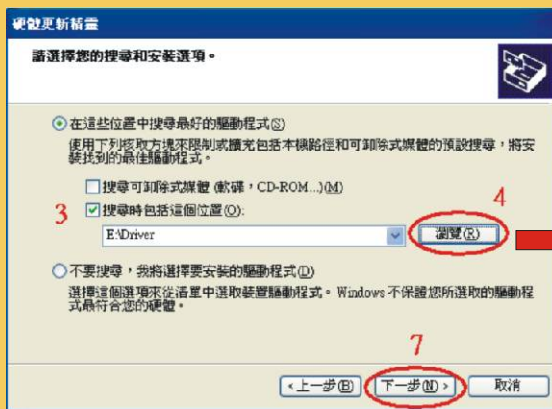 硬體更新精靈
請選擇您的搜尋和安裝選項。
在這些位置中搜尋最好的驅動程式(S)
使用下列核取方塊來限制或擴充包括本機路徑和可卸除式媒體的預設搜尋，將安
裝找到的最佳驅動程式。
搜尋可卸除式媒體 (軟碟，CD-ROM...)(M)
3 搜尋時包括這個位置(O):
4
E:\Driver 瀏覽(R)
不要搜尋，我將選擇要安裝的驅動程式(D)
選擇這個選項來從清單中選取裝置驅動程式。Windows 不保證您所選取的驅動程
式最符合您的硬體。
7
<上一步(B) 下一步(N)> 取消